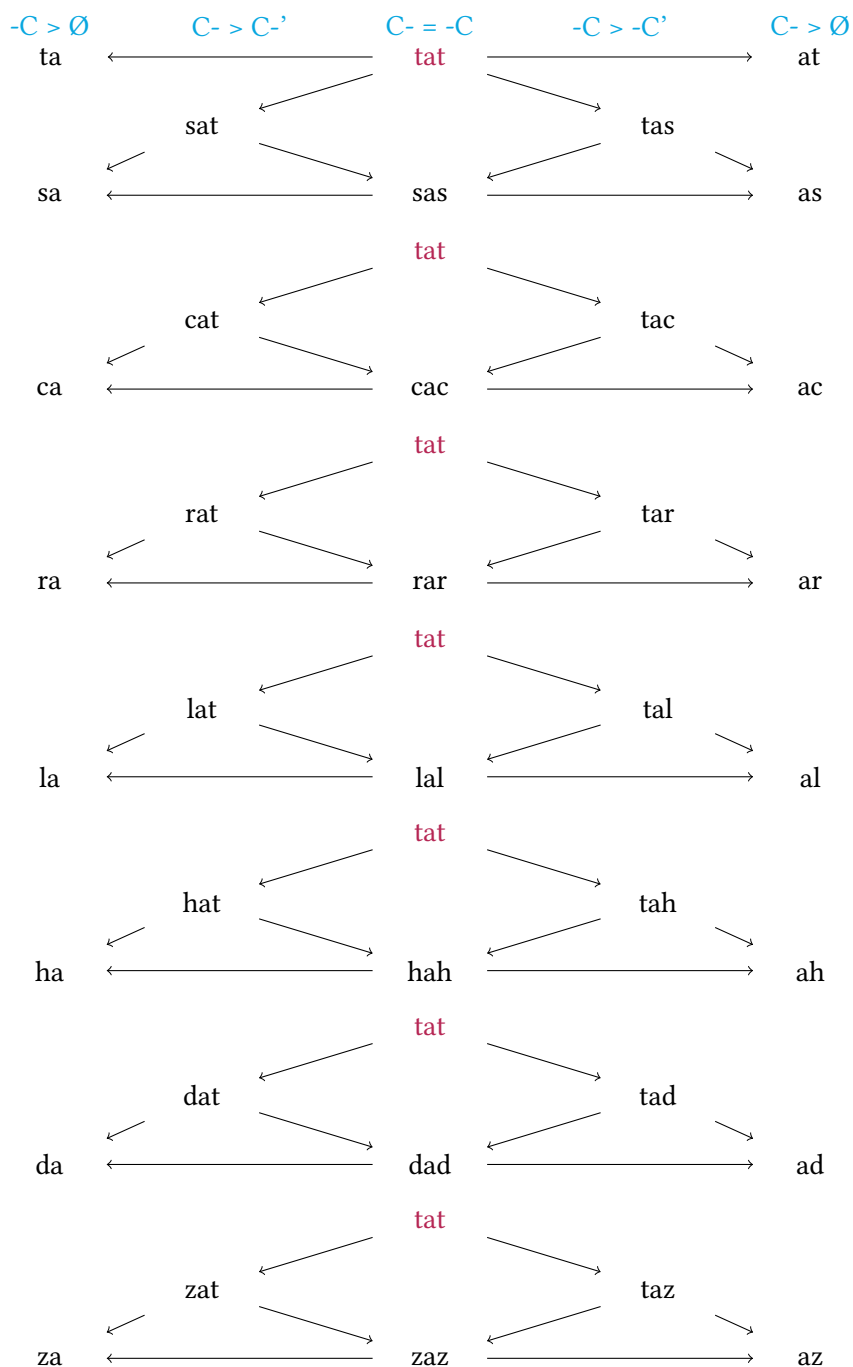 -C > Ø C- > C-’ C- = -C -C > -C’ C- > Ø
ta tat at
sat tas
sa sas as
tat
cat tac
ca cac ac
tat
rat tar
ra rar ar
tat
lat tal
la lal al
tat
hat tah
ha hah ah
tat
dat tad
da dad ad
tat
zat taz
za zaz az